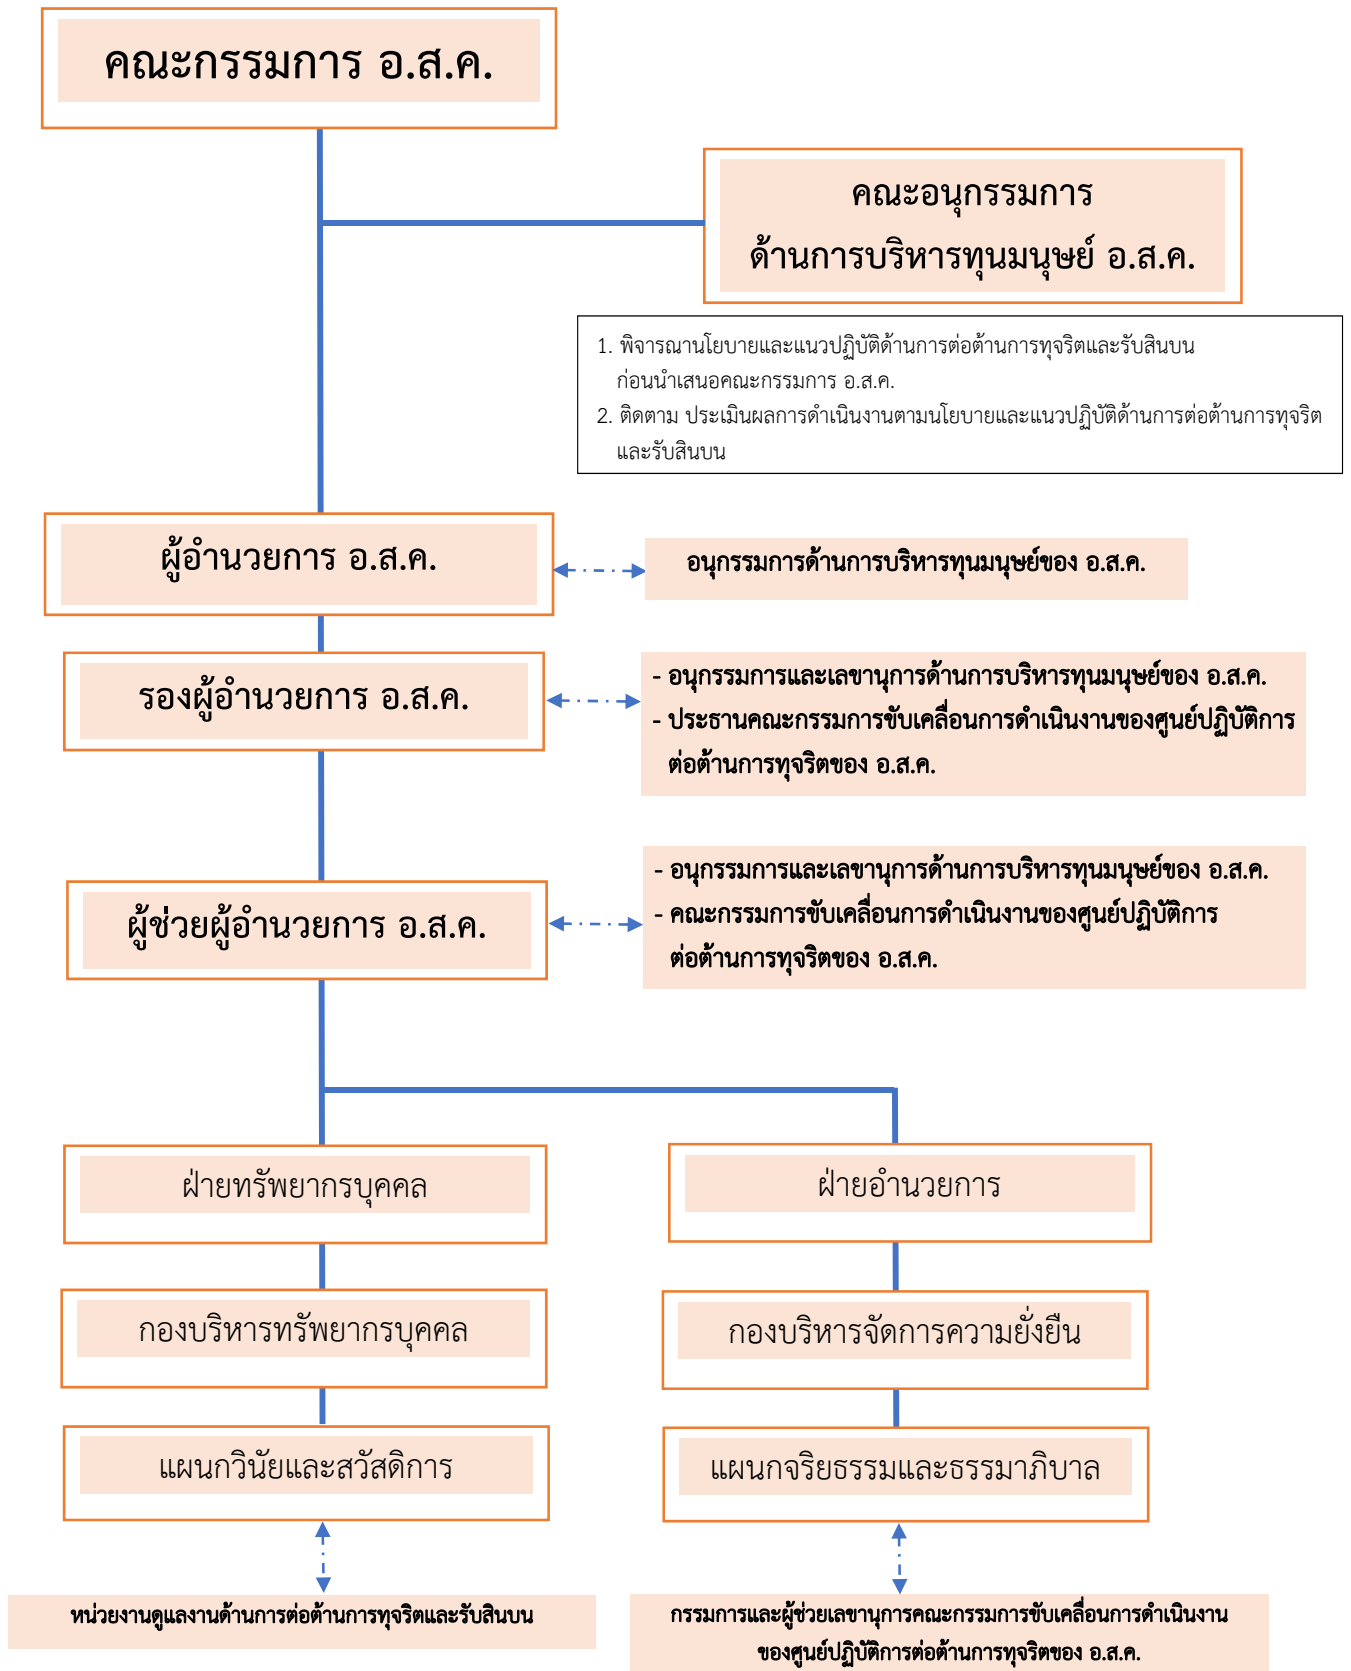 คณะกรรมการ อ.ส.ค.
คณะอนุกรรมการ
ด้านการบริหารทุนมนุษย์ อ.ส.ค.
1. พิจารณานโยบายและแนวปฏิบัติด้านการต่อต้านการทุจริตและรับสินบน
ก่อนนำเสนอคณะกรรมการ อ.ส.ค.
2. ติดตาม ประเมินผลการดำเนินงานตามนโยบายและแนวปฏิบัติด้านการต่อต้านการทุจริต
และรับสินบน
ผู้อำนวยการ อ.ส.ค.
อนุกรรมการด้านการบริหารทุนมนุษย์ของ อ.ส.ค.
รองผู้อำนวยการ อ.ส.ค.
- อนุกรรมการและเลขานุการด้านการบริหารทุนมนุษย์ของ อ.ส.ค.
- ประธานคณะกรรมการขับเคลื่อนการดำเนินงานของศูนย์ปฏิบัติการ
ต่อต้านการทุจริตของ อ.ส.ค.
ผู้ช่วยผู้อำนวยการ อ.ส.ค.
- อนุกรรมการและเลขานุการด้านการบริหารทุนมนุษย์ของ อ.ส.ค.
- คณะกรรมการขับเคลื่อนการดำเนินงานของศูนย์ปฏิบัติการ
ต่อต้านการทุจริตของ อ.ส.ค.
ฝ่ายทรัพยากรบุคคล
ฝ่ายอำนวยการ
กองบริหารทรัพยากรบุคคล
กองบริหารจัดการความยั่งยืน
แผนกวินัยและสวัสดิการ
แผนกจริยธรรมและธรรมาภิบาล
หน่วยงานดูแลงานด้านการต่อต้านการทุจริตและรับสินบน
กรรมการและผู้ช่วยเลขานุการคณะกรรมการขับเคลื่อนการดำเนินงาน
ของศูนย์ปฏิบัติการต่อต้านการทุจริตของ อ.ส.ค.